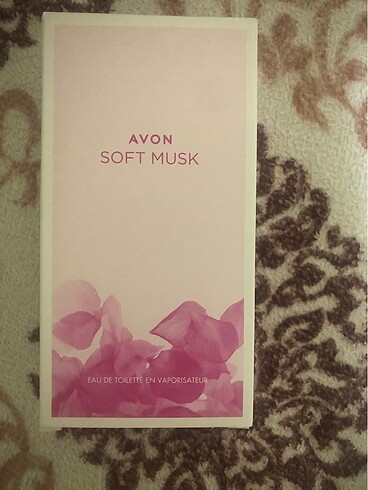 AVON
SOFT MUSK
EAU DE TOILETTE EN VAPORISATEUR